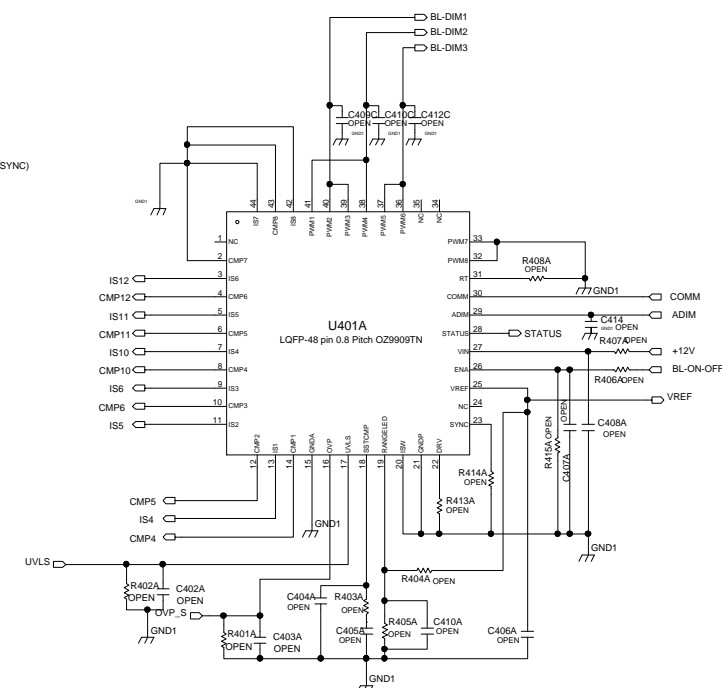 BL-DIM1
BL-DIM2
BL-DIM3
C409C C410C C412C
OPEN OPEN OPEN
GND1 GND1 GND1
SYNC)
GND1
44 43 42 41 40 39 38 37 36 35 34
IS7 CMP8 IS8 PWM1 PWM2 PWM3 PWM4 PWM5 PWM6 NC NC
1 NC
2 CMP7
IS12 3 IS6
CMP12 4 CMP6
IS11 5 IS5
CMP11 6 CMP5
IS10 7 IS4
CMP10 8 CMP4
IS6 9 IS3
CMP6 10 CMP3
IS5 11 IS2
U401A
LQFP-48 pin 0.8 Pitch OZ9909TN
PWM7 33
PWM8 32
RT 31
COMM 30 COMM
ADIM 29 ADIM
STATUS 28 STATUS
VIN 27 +12V
ENA 26 BL-ON-OFF
VREF 25 VREF
NC 24
SYNC 23
R408A
OPEN
GND1
C414
GND1 OPEN
R407A OPEN
R406A OPEN
R415A OPEN
OPEN
C407A
C408A
OPEN
CMP2 IS1 CMP1 GNDA OVP UVLS SSTCMP RANGELED ISW GNDP DRV
12 13 14 15 16 17 18 19 20 21 22
CMP5
IS4
CMP4
GND1
R414A
OPEN
R413A
OPEN
GND1
UVLS
R402A
OPEN
C402A
OPEN
GND1
OVP_S
R401A
OPEN
C403A
OPEN
C404A
OPEN
R403A
OPEN
C405A
OPEN
R404A OPEN
R405A
OPEN
C410A
OPEN
C406A
OPEN
GND1